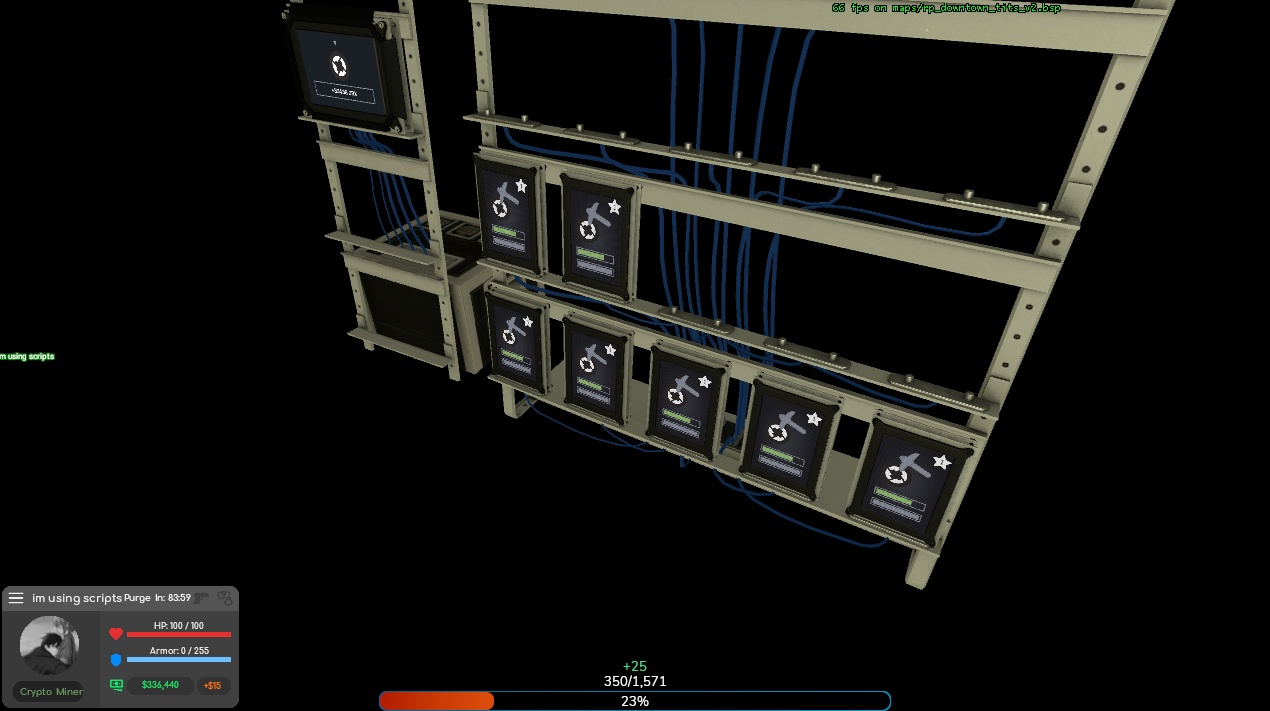 66 fps on maps/rp_downtown_tits_v2.bsp
m using scripts
im using scripts
Purge In: 83:59
HP: 100 / 100
Armor: 0 / 255
Crypto Miner
$336,440
+$15
+25
350/1,571
23%